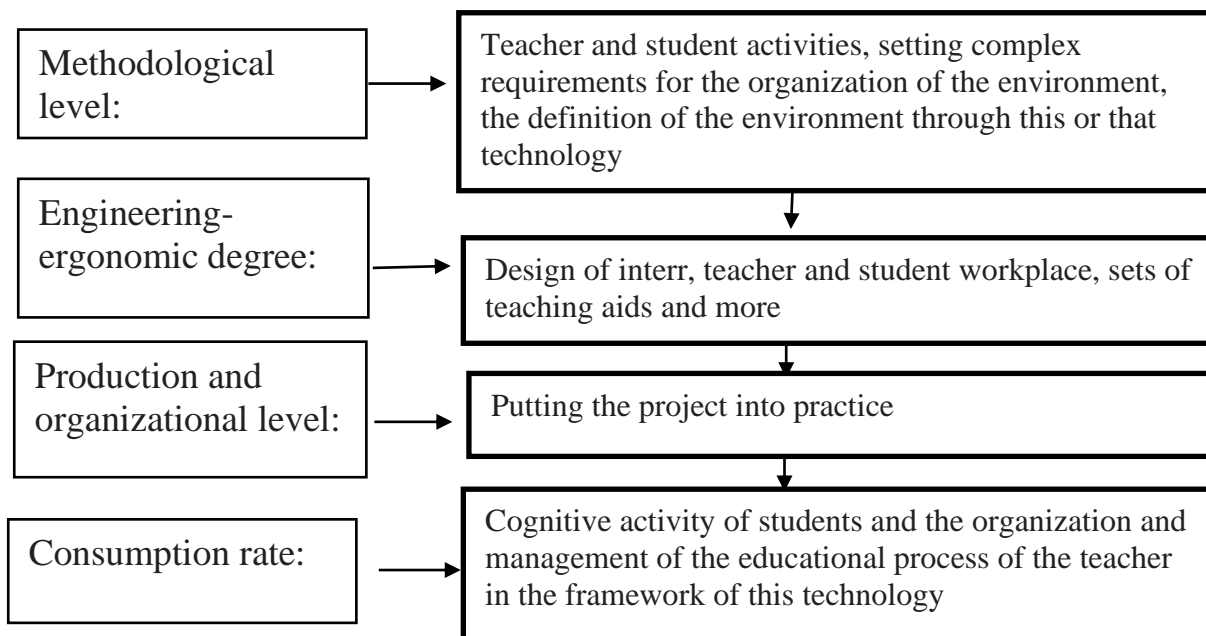 Methodological
level:
Teacher and student activities, setting complex
requirements for the organization of the environment,
the definition of the environment through this or that
technology
Engineering-
ergonomic degree:
Design of interr, teacher and student workplace, sets of
teaching aids and more
Production and
organizational level:
Putting the project into practice
Consumption rate:
Cognitive activity of students and the organization and
management of the educational process of the teacher
in the framework of this technology